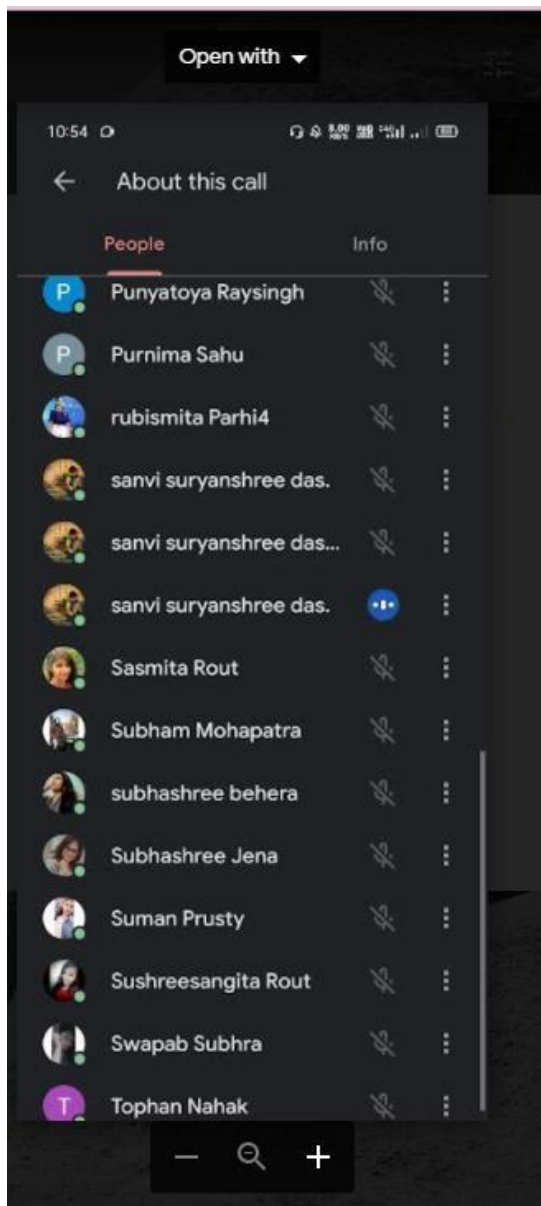 Open with
10:54
About this call
People Info
P Punyatoya Raysingh
P Purnima Sahu
rubismita Parhi4
sanvi suryanshree das.
sanvi suryanshree das...
sanvi suryanshree das.
Sasmita Rout
Subham Mohapatra
subhashree behera
Subhashree Jena
Suman Prusty
Sushreesangita Rout
Swapab Subhra
T Tophan Nahak